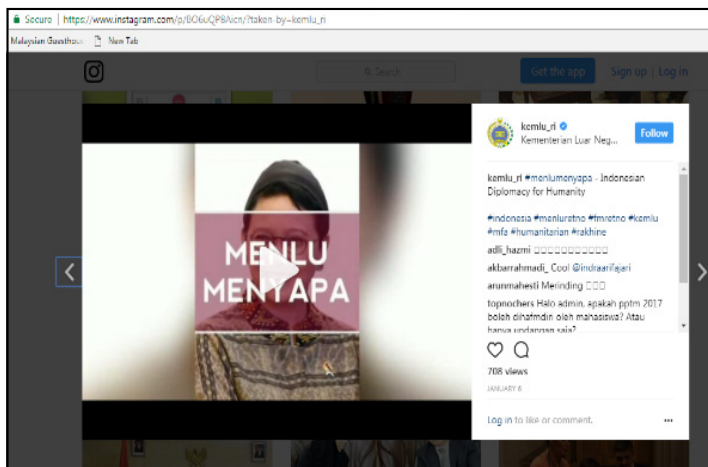 Secure | https://www.instagram.com/p/BO6uQP8Aicn/?taken-by=kemlu_ri
Malaysian Guesthou: New Tab
Search Get the app Sign up | Log in
kemlu_ri
Kementerian Luar Neg...
Follow
MENLU
MENYAPA
kemlu_ri #menlumenyapa - Indonesian
Diplomacy for Humanity
#indonesia #menluretno #fmretno #kemlu
#mfa #humanitarian #rakhine
adli_hazmi
akbarrahmadi_ Cool @indraarifajari
arunmahesti Merinding
topnochers Halo admin, apakah pptm 2017
boleh dihafmdiri oleh mahasiswa? Atau
hanya undangan saja?
708 views
JANUARY 6
Log in to like or comment.